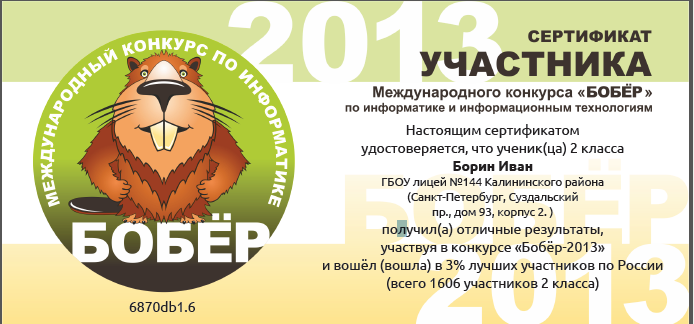 2013
МЕЖДУНАРОДНЫЙ КОНКУРС ПО ИНФОРМАТИКЕ
БОБЁР
6870db1.6
СЕРТИФИКАТ
УЧАСТНИКА
Международного конкурса «БОБЁР»
по информатике и информационным технологиям
Настоящим сертификатом
удостоверяется, что ученик(ца) 2 класса
Борин Иван
ГБОУ лицей №144 Калининского района
(Санкт-Петербург, Суздальский
пр., дом 93, корпус 2. )
получил(а) отличные результаты,
участвуя в конкурсе «Бобёр-2013»
и вошёл (вошла) в 3% лучших участников по России
(всего 1606 участников 2 класса)
БОБЁР
2013